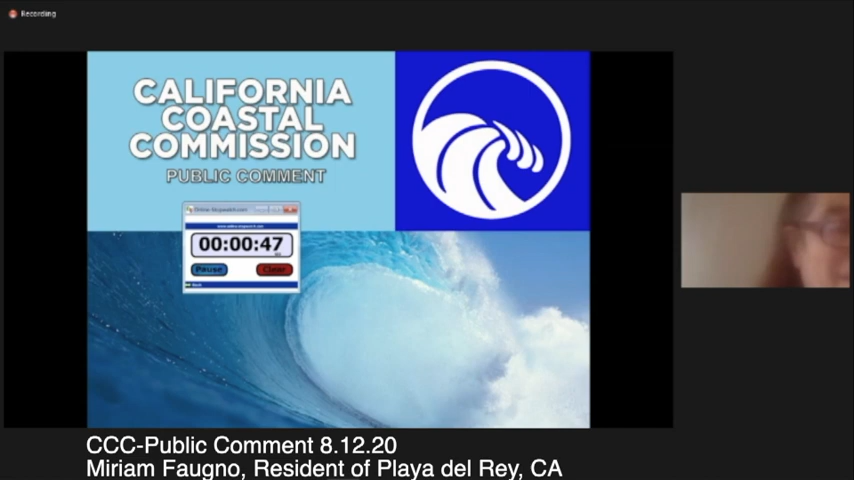 Recording
CALIFORNIA
COASTAL
COMMISSION
PUBLIC COMMENT
00:00:47
Pause
Clear
Back
CCC-Public Comment 8.12.20
Miriam Faugno, Resident of Playa del Rey, CA